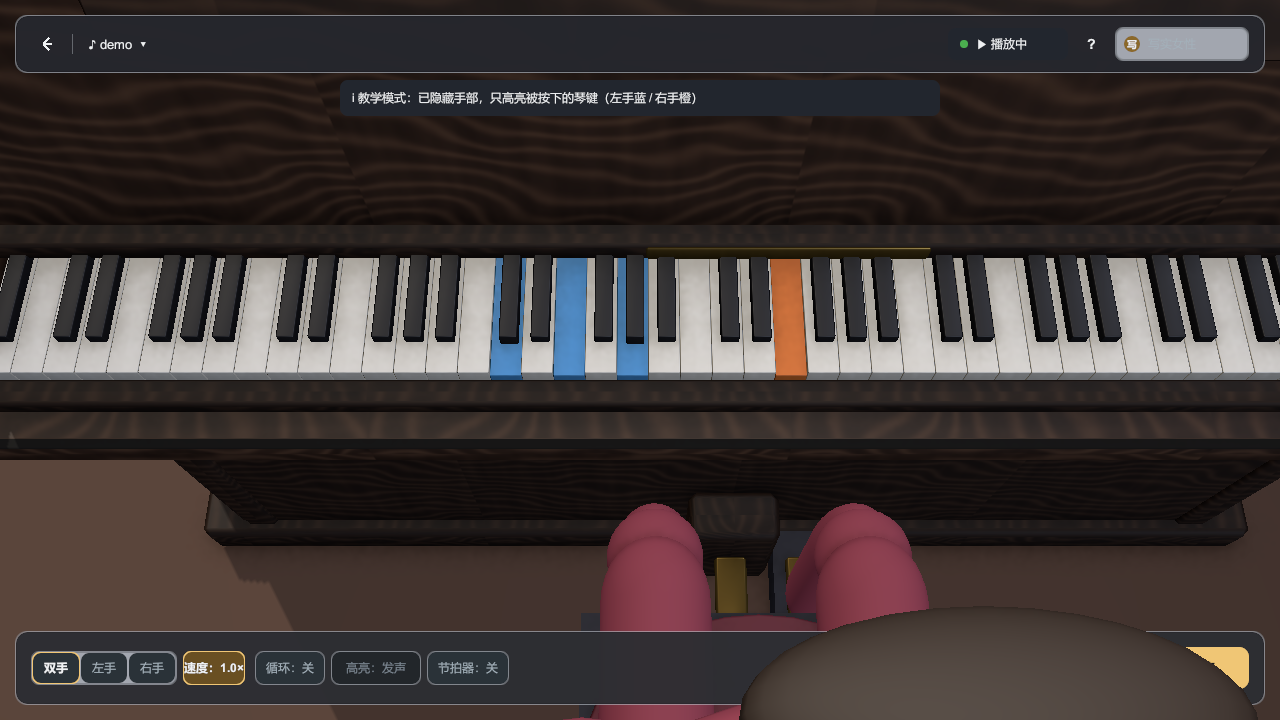 ♪ demo ▼
▶ 播放中
?
写
i 教学模式：已隐藏手部，只高亮被按下的琴键（左手蓝 / 右手橙）
双手
左手
右手
速度：1.0×
循环：关
高亮：发声
节拍器：关